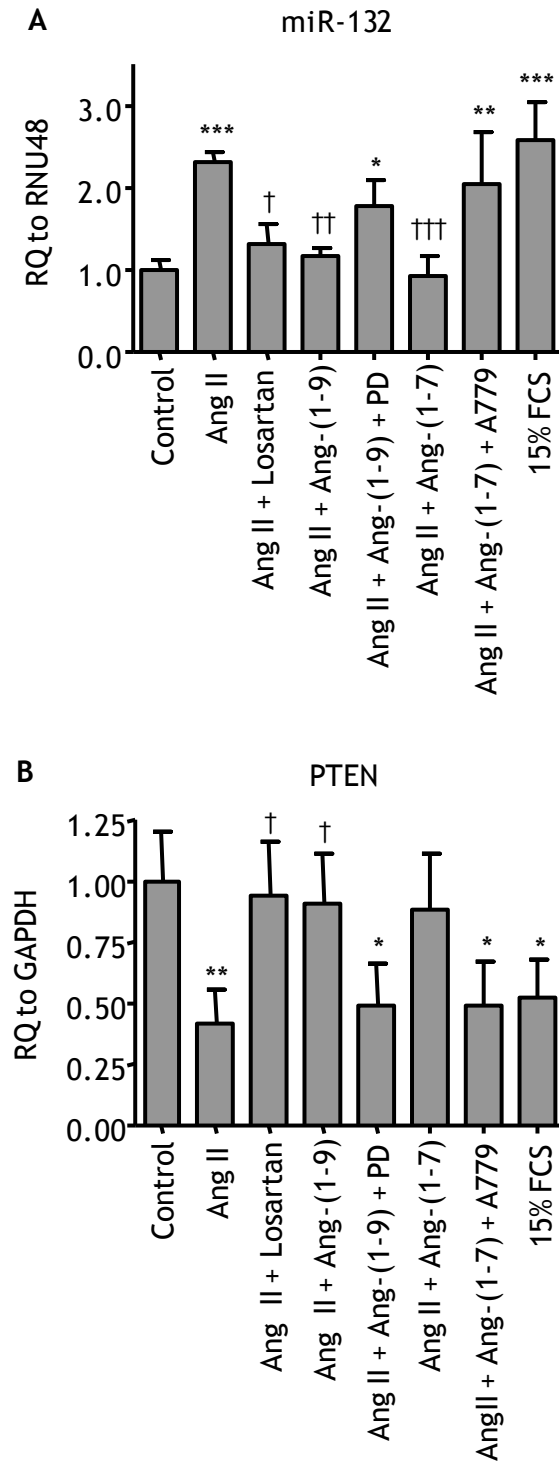 A
miR-132
RQ to RNU48
3.0
2.0
1.0
0.0
***
†
††
*
†††
**
***
Control
Ang II
Ang II + Losartan
Ang II + Ang-(1-9)
Ang II + Ang-(1-9) + PD
Ang II + Ang-(1-7)
Ang II + Ang-(1-7) + A779
15% FCS
B
PTEN
RQ to GAPDH
1.25
1.00
0.75
0.50
0.25
0.00
**
†
†
*
*
*
Control
Ang II
Ang II + Losartan
Ang II + Ang-(1-9)
Ang II + Ang-(1-9) + PD
Ang II + Ang-(1-7)
AngII + Ang-(1-7) + A779
15% FCS